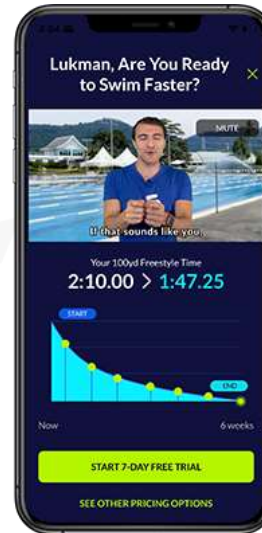 Lukman, Are You Ready
to Swim Faster?
MUTE
If that sounds like you,
Your 100yd Freestyle Time
2:10.00 > 1:47.25
START
END
Now
6 weeks
START 7-DAY FREE TRIAL
SEE OTHER PRICING OPTIONS